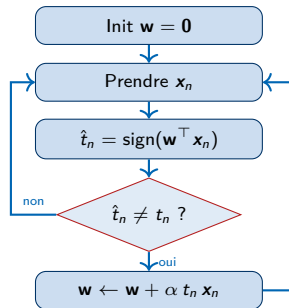 Init w = 0
Prendre xₙ
t̂ₙ = sign(w⊤xₙ)
t̂ₙ ≠ tₙ ?
non
oui
w ← w + α tₙ xₙ